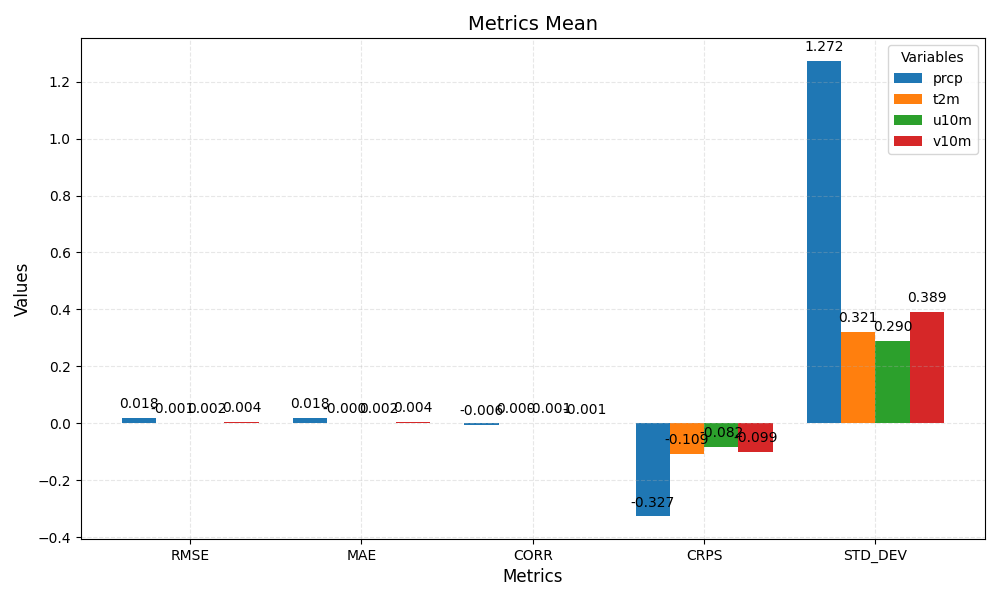 Metrics Mean
Values
1.2
1.0
0.8
0.6
0.4
0.2
0.0
−0.2
−0.4
0.018
-0.001
0.002
0.004
0.018
-0.000
0.002
0.004
-0.006
0.000
-0.001
-0.001
-0.327
-0.109
-0.082
-0.099
1.272
0.321
0.290
0.389
Variables
prcp
t2m
u10m
v10m
RMSE
MAE
CORR
CRPS
STD_DEV
Metrics